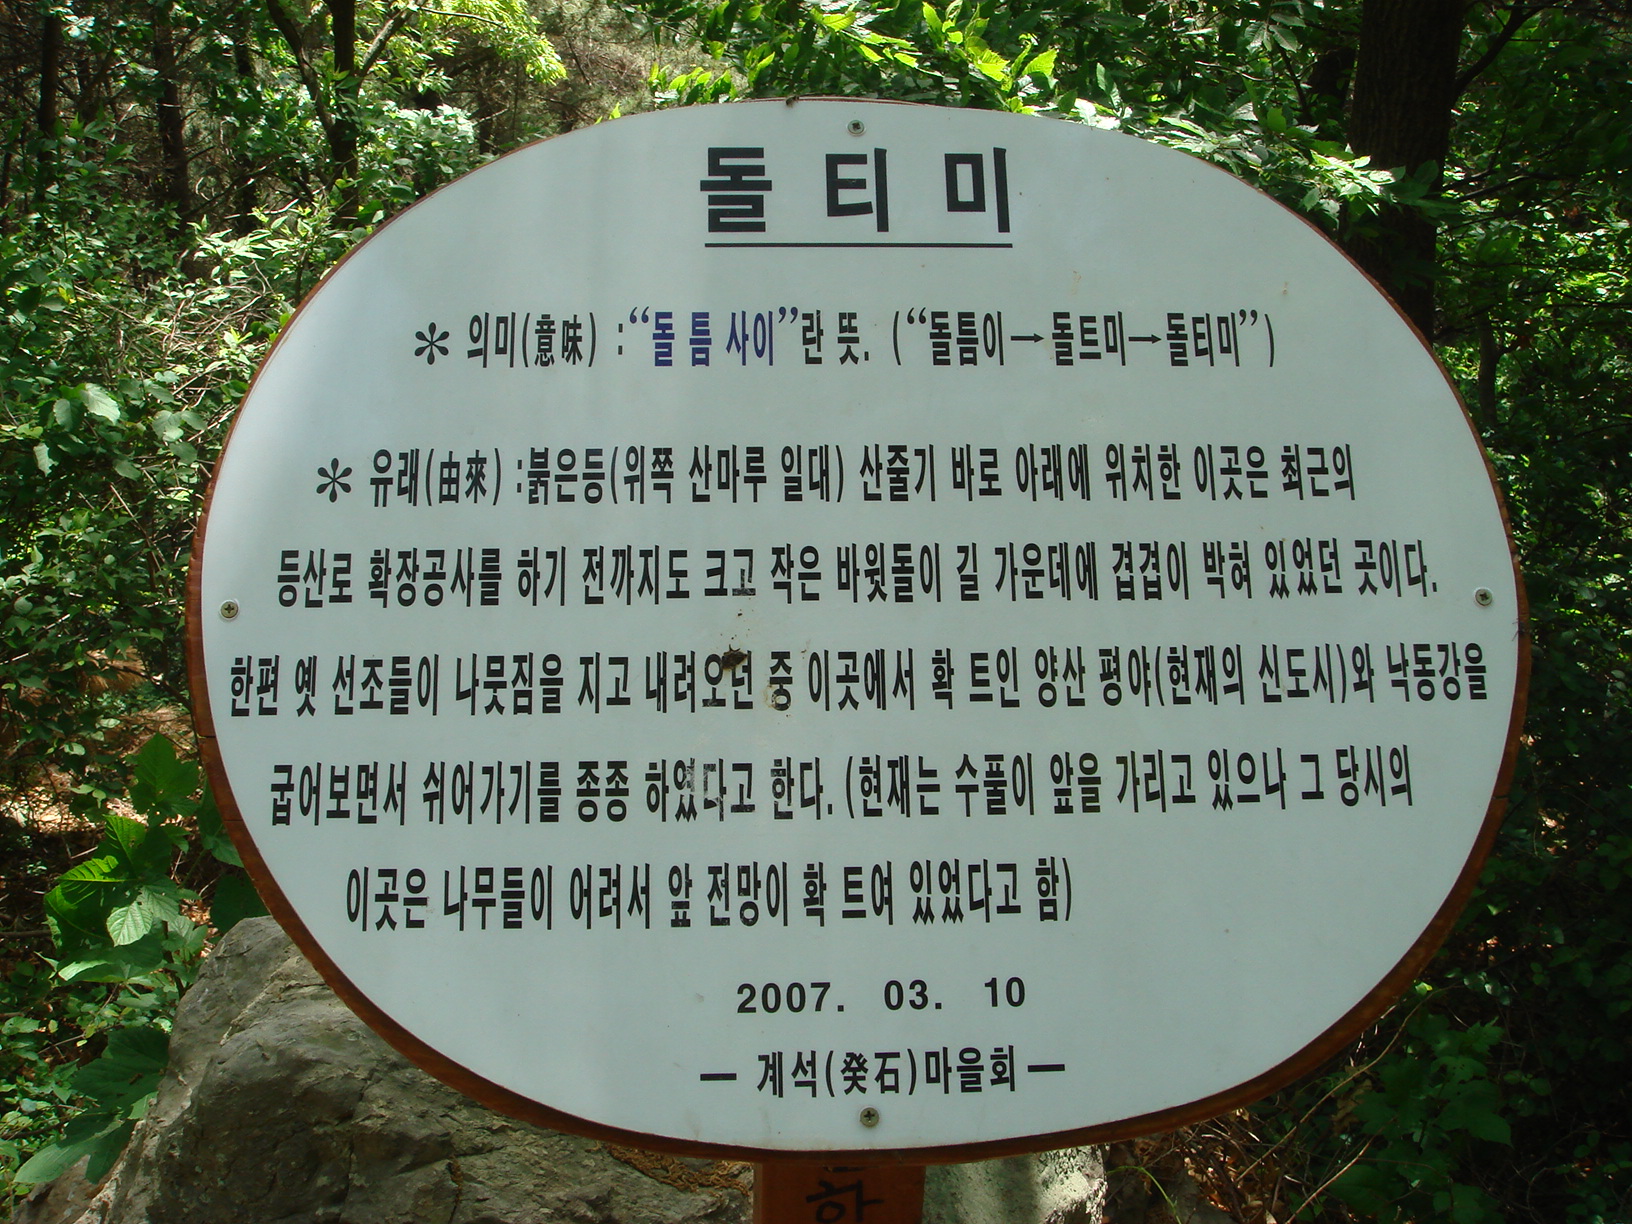 돌티미
* 의미(意味) :“돌 틈 사이”란 뜻. (“돌틈이→돌트미→돌티미”)
* 유래(由來) :붉은등(위쪽 산마루 일대) 산줄기 바로 아래에 위치한 이곳은 최근의
등산로 확장공사를 하기 전까지도 크고 작은 바윗돌이 길 가운데에 겹겹이 박혀 있었던 곳이다.
한편 옛 선조들이 나뭇짐을 지고 내려오던 중 이곳에서 확 트인 양산 평야(현재의 신도시)와 낙동강을
굽어보면서 쉬어가기를 종종 하였다고 한다. (현재는 수풀이 앞을 가리고 있으나 그 당시의
이곳은 나무들이 어려서 앞 전망이 확 트여 있었다고 함)
2007. 03. 10
― 계석(癸石)마을회 ―